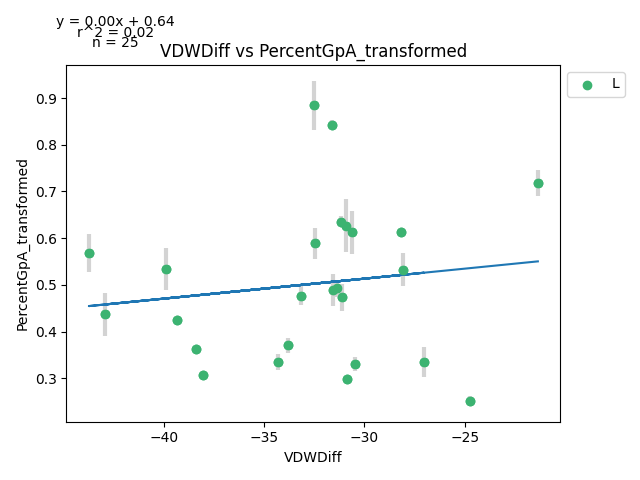 y = 0.00x + 0.64
r^2 = 0.02
n = 25
VDWDiff vs PercentGpA_transformed
L
PercentGpA_transformed
0.9
0.8
0.7
0.6
0.5
0.4
0.3
−40
−35
−30
−25
VDWDiff